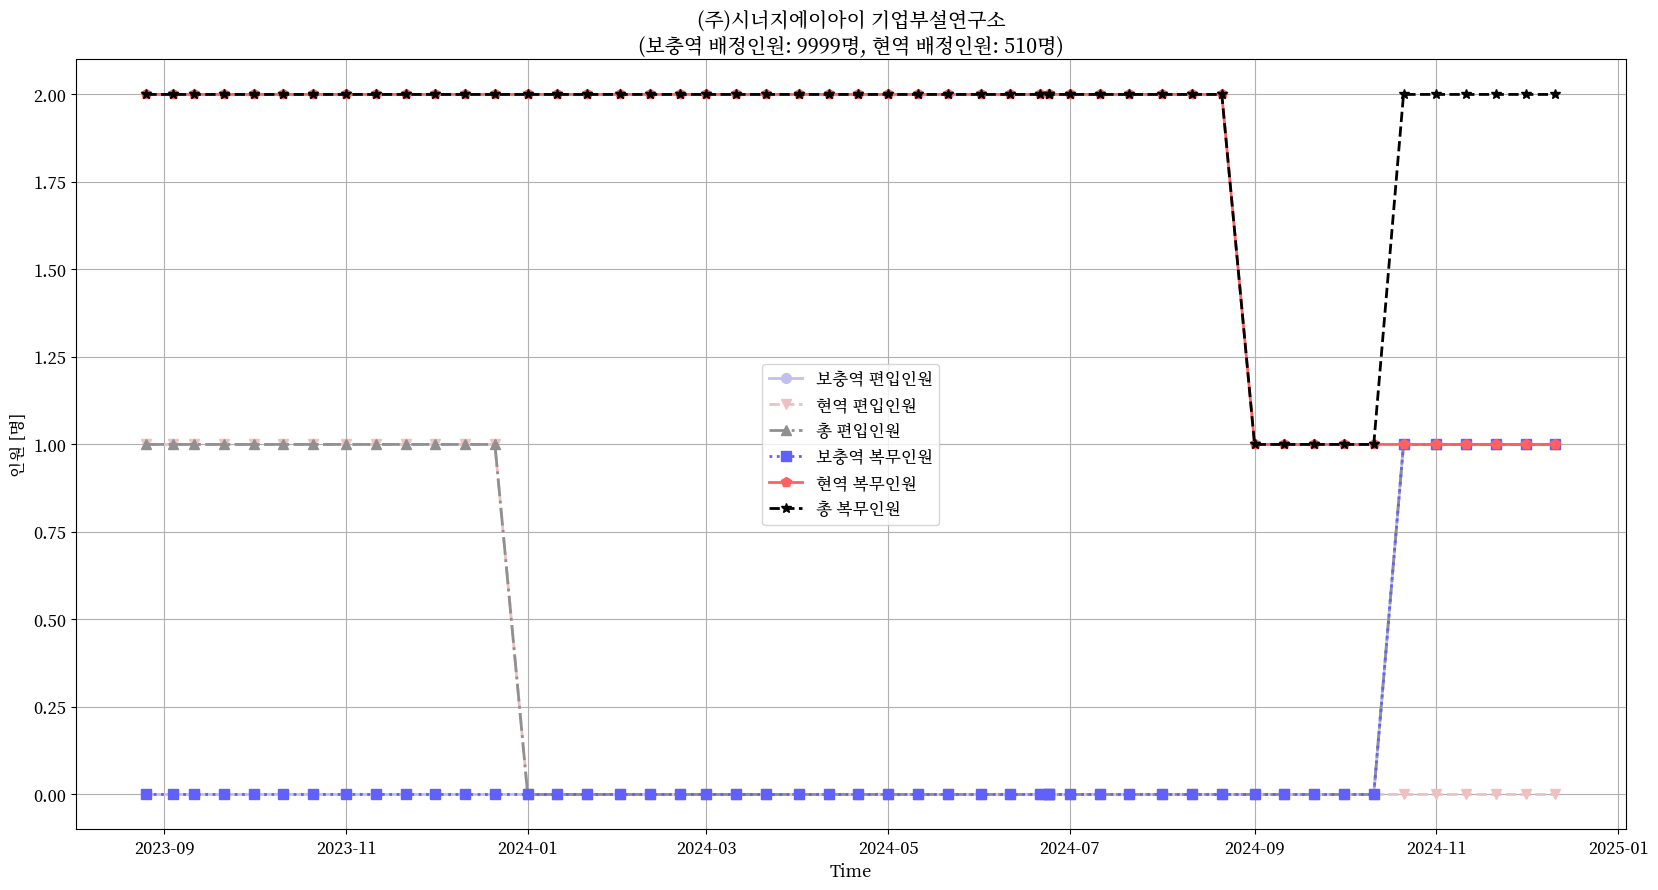 (주)시너지에이아이 기업부설연구소
(보충역 배정인원: 9999명, 현역 배정인원: 510명)
인원 [명]
2.00
1.75
1.50
1.25
1.00
0.75
0.50
0.25
0.00
보충역 편입인원
현역 편입인원
총 편입인원
보충역 복무인원
현역 복무인원
총 복무인원
2023-09
2023-11
2024-01
2024-03
2024-05
2024-07
2024-09
2024-11
2025-01
Time